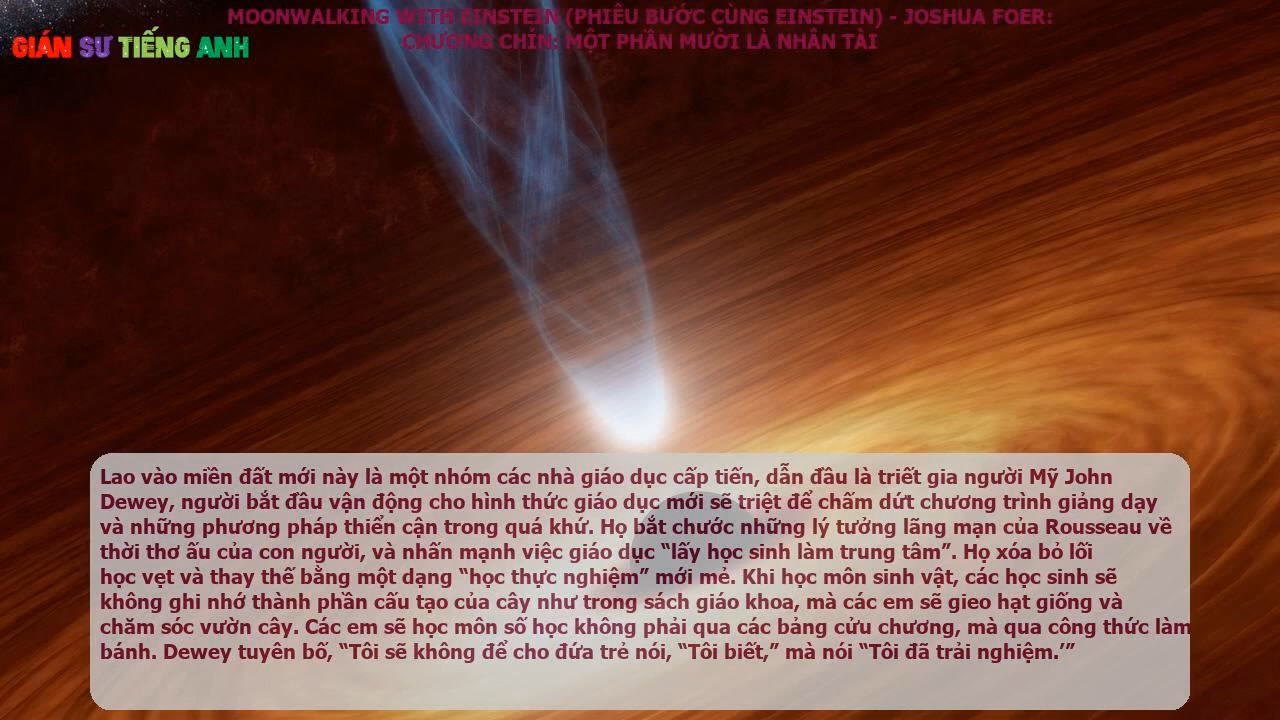 MOONWALKING WITH EINSTEIN (PHIÊU BƯỚC CÙNG EINSTEIN) - JOSHUA FOER:
CHƯƠNG CHÍN: MỘT PHẦN MƯỜI LÀ NHÂN TÀI
GIÁN SƯ TIẾNG ANH
Lao vào miền đất mới này là một nhóm các nhà giáo dục cấp tiến, dẫn đầu là triết gia người Mỹ John
Dewey, người bắt đầu vận động cho hình thức giáo dục mới sẽ triệt để chấm dứt chương trình giảng dạy
và những phương pháp thiển cận trong quá khứ. Họ bắt chước những lý tưởng lãng mạn của Rousseau về
thời thơ ấu của con người, và nhấn mạnh việc giáo dục “lấy học sinh làm trung tâm”. Họ xóa bỏ lối
học vẹt và thay thế bằng một dạng “học thực nghiệm” mới mẻ. Khi học môn sinh vật, các học sinh sẽ
không ghi nhớ thành phần cấu tạo của cây như trong sách giáo khoa, mà các em sẽ gieo hạt giống và
chăm sóc vườn cây. Các em sẽ học môn số học không phải qua các bảng cửu chương, mà qua công thức làm
bánh. Dewey tuyên bố, “Tôi sẽ không để cho đứa trẻ nói, “Tôi biết,” mà nói “Tôi đã trải nghiệm.’”